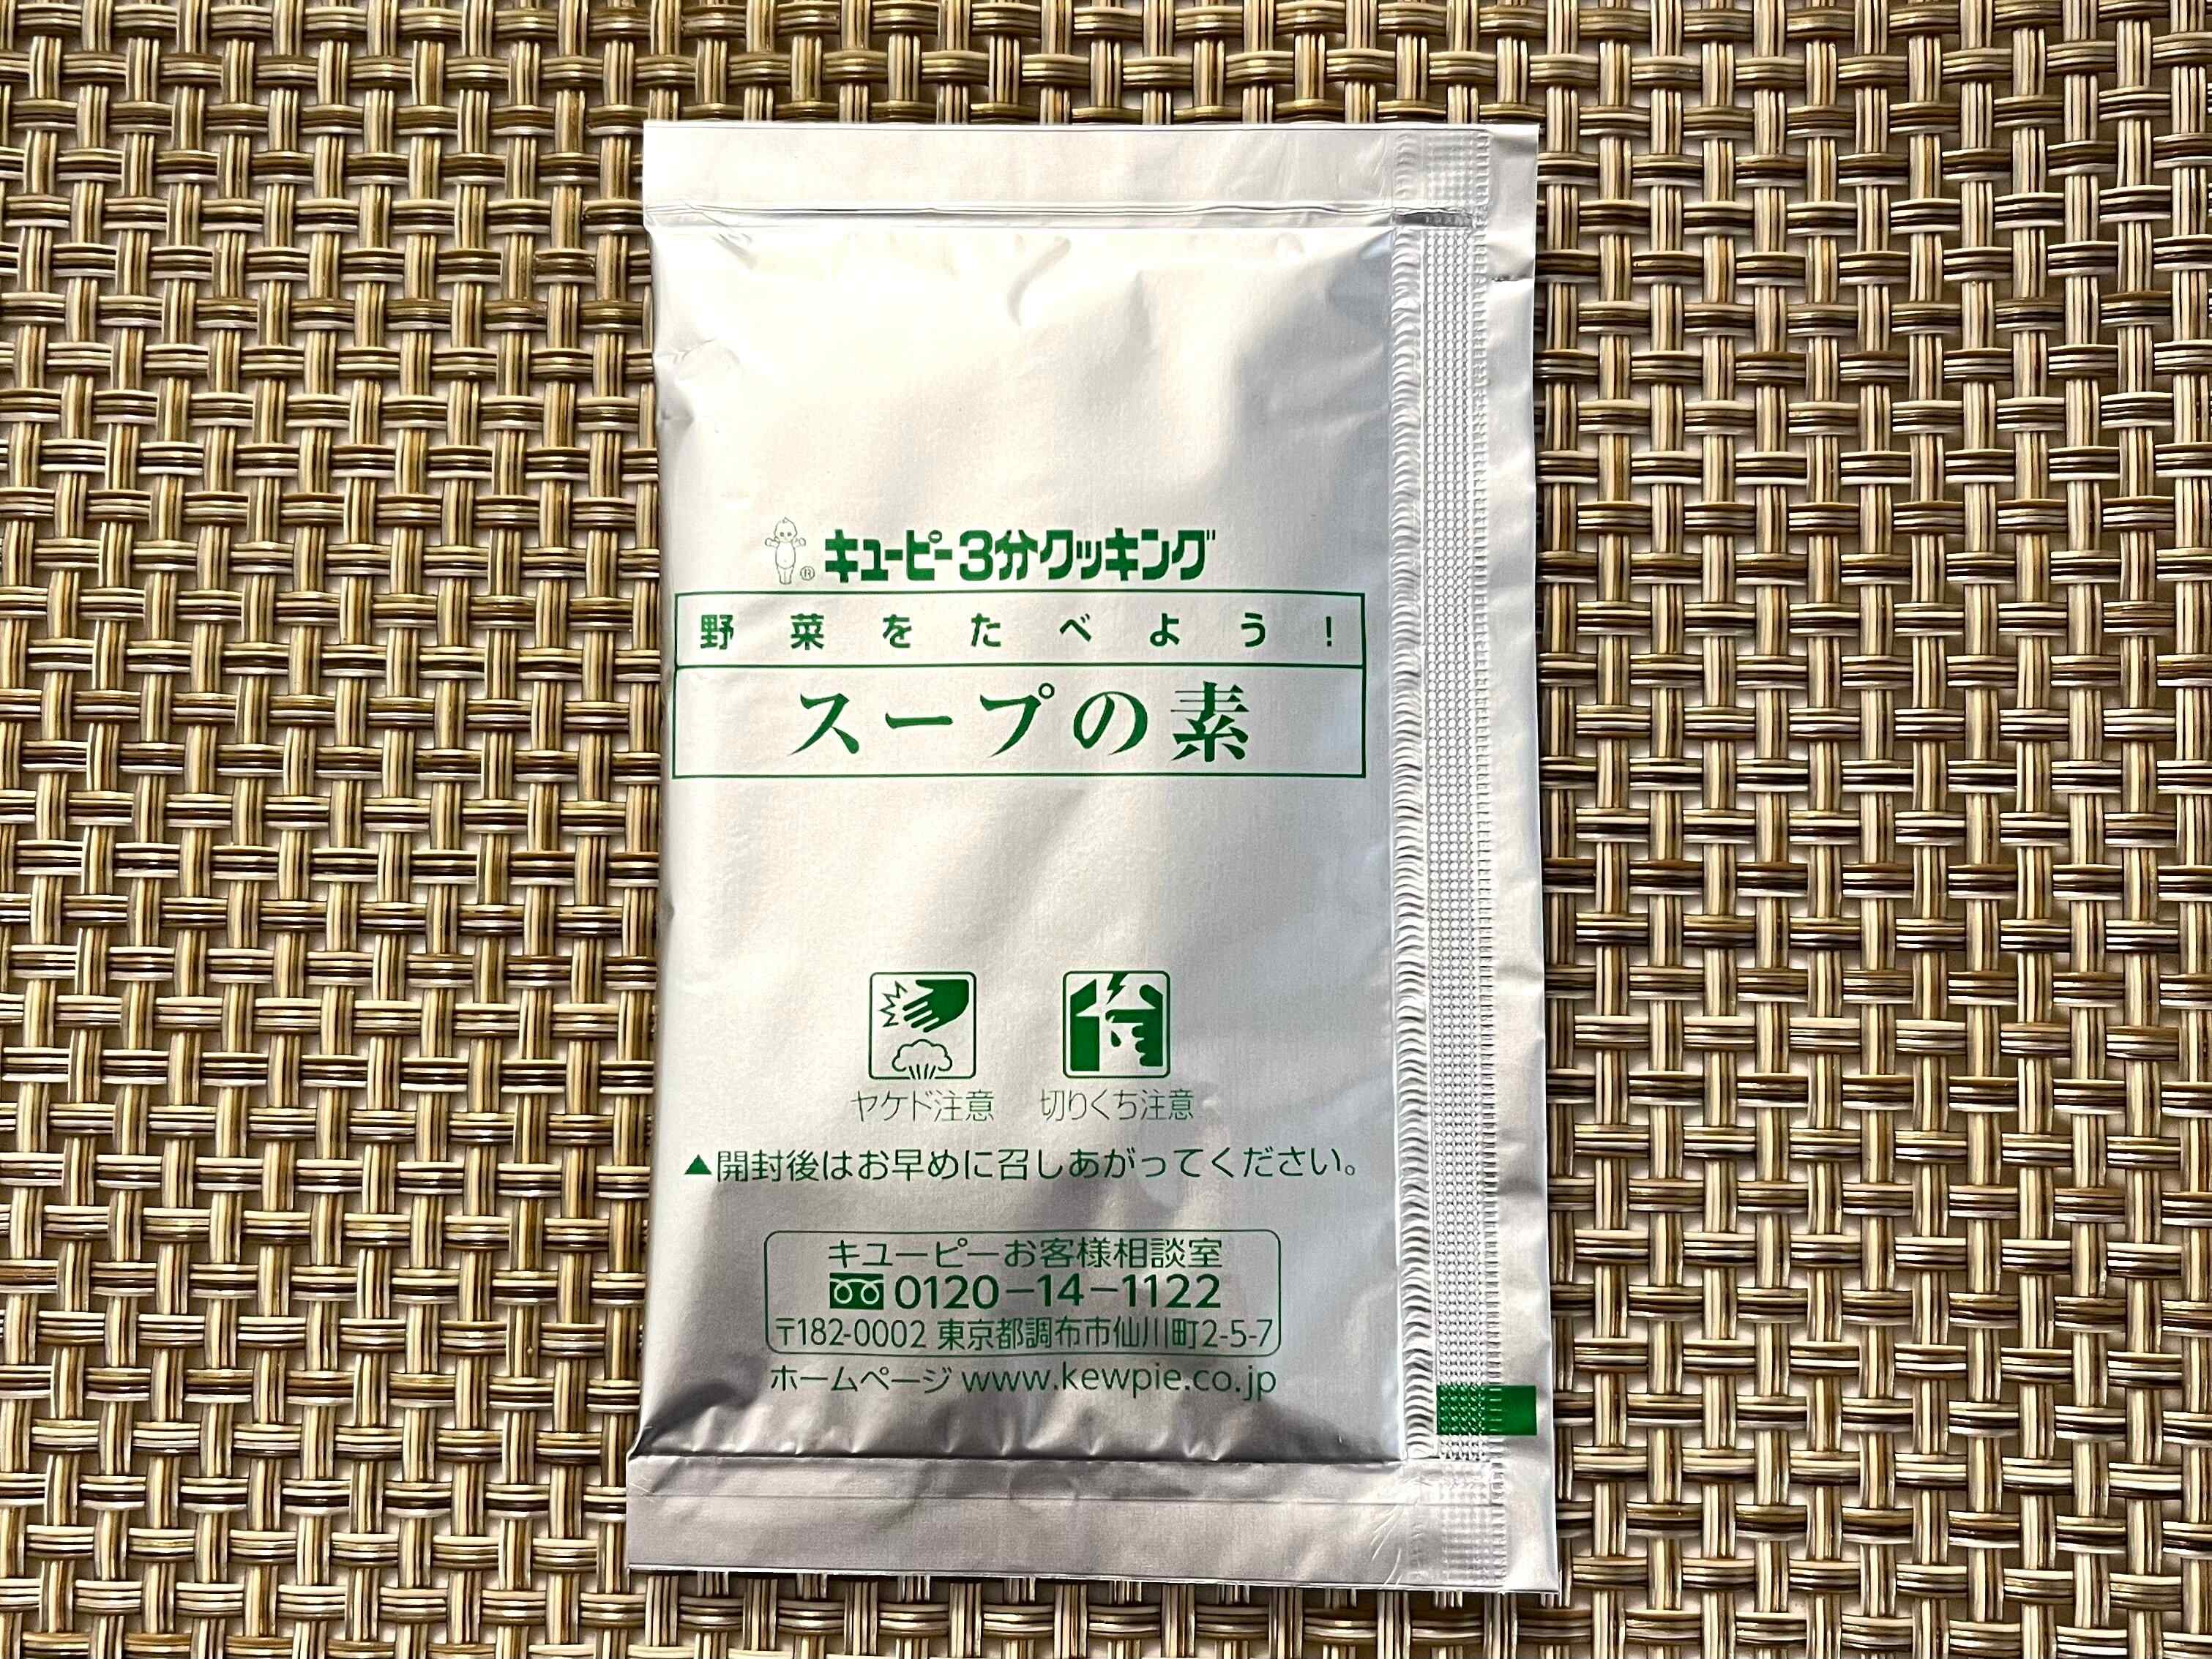 ® キューピー3分クッキング
野菜をたべよう!
スープの素
ヤケド注意 切りくち注意
▲開封後はお早めに召しあがってください。
キユーピーお客様相談室
0120-14-1122
〒182-0002 東京都調布市仙川町2-5-7
ホームページ www.kewpie.co.jp